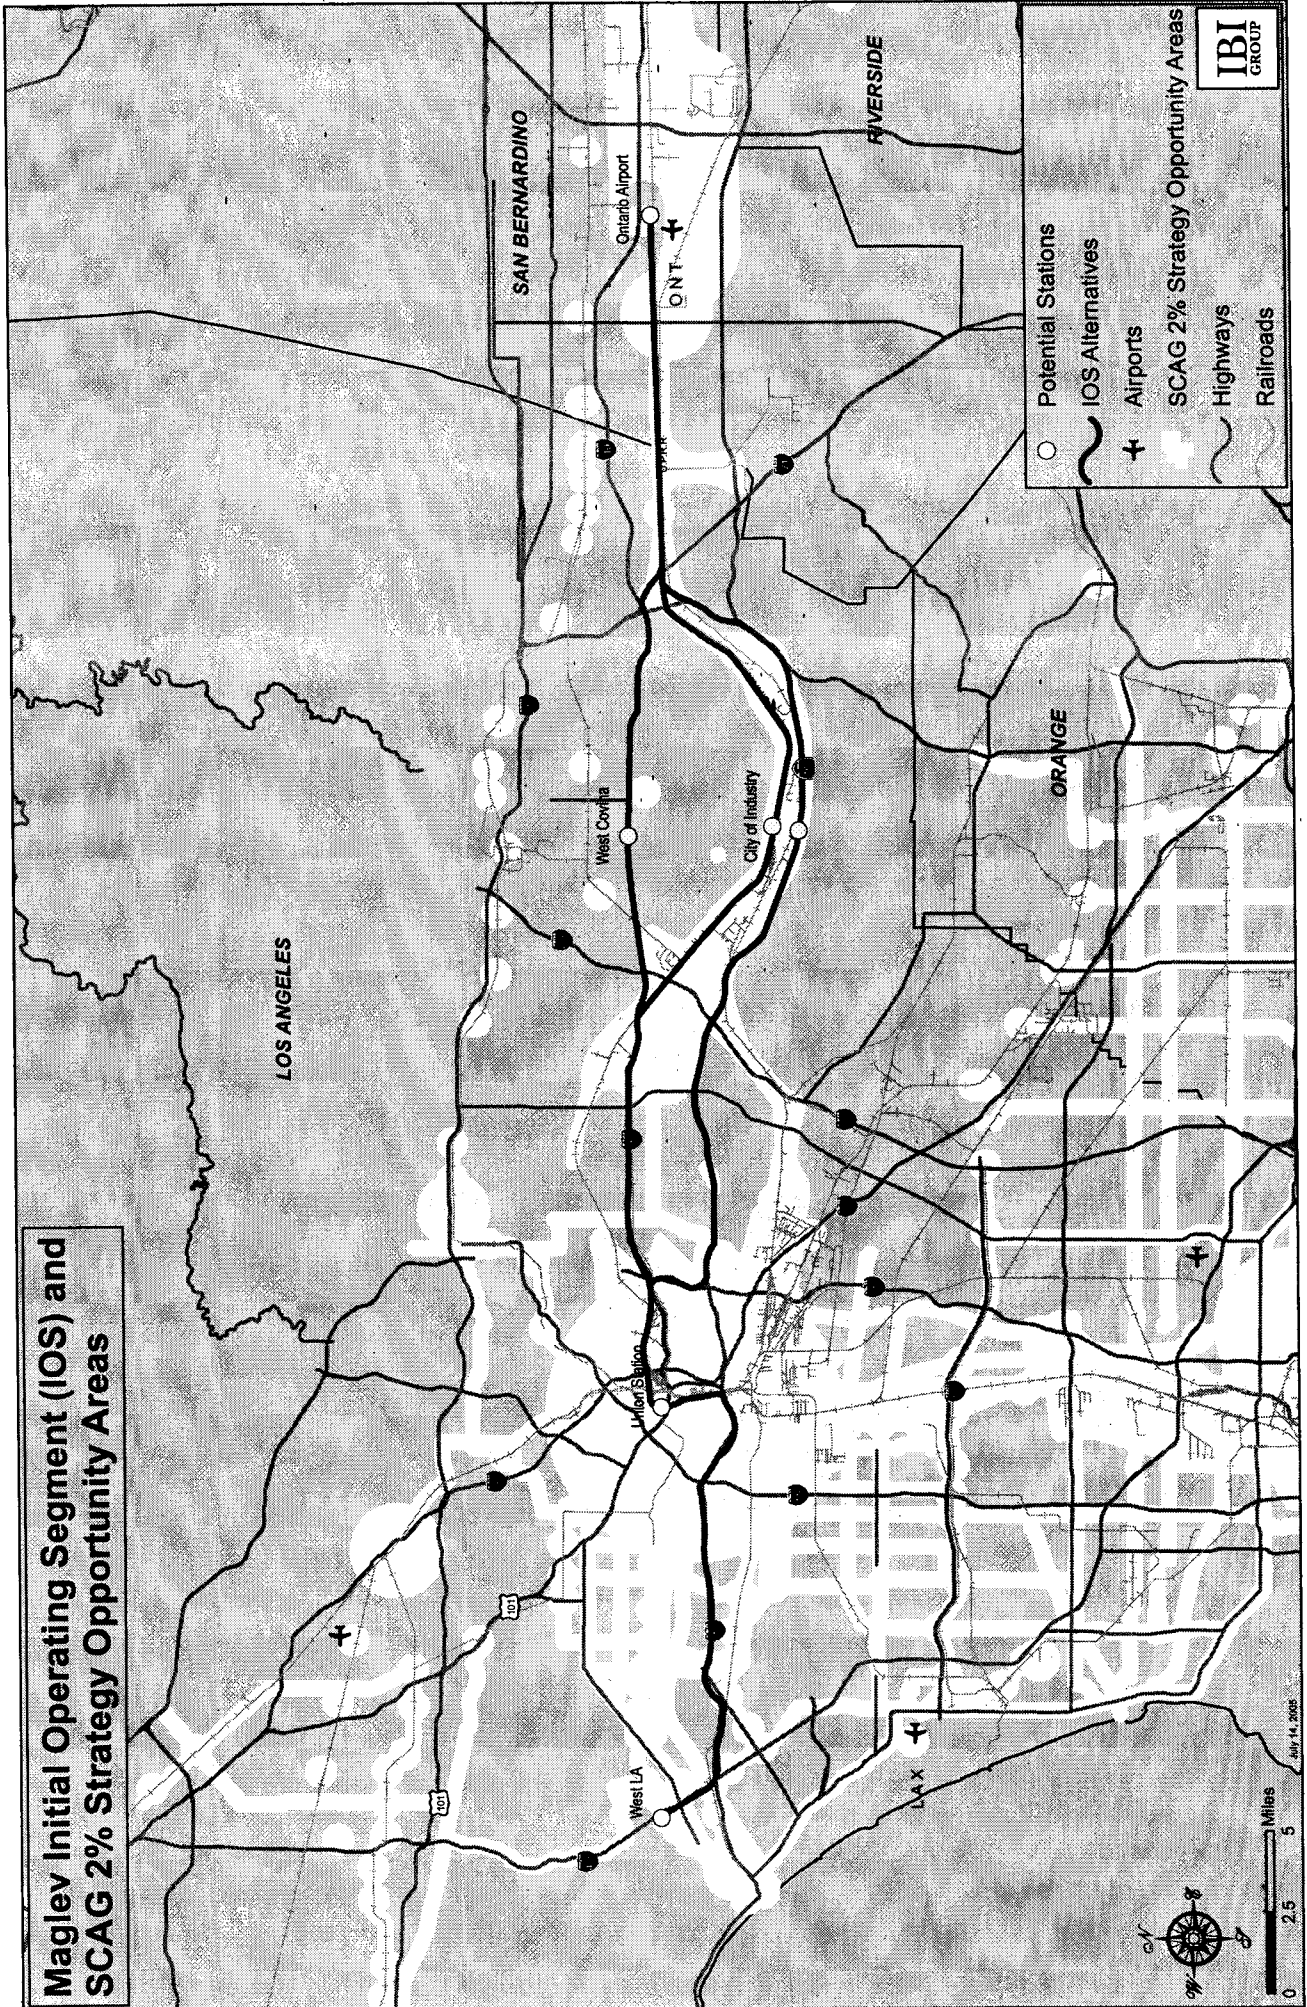 Maglev Initial Operating Segment (IOS) and
SCAG 2% Strategy Opportunity Areas
LOS ANGELES
SAN BERNARDINO
RIVERSIDE
ORANGE
101
101
West LA
Union Station
West Covina
City of Industry
Ontario Airport
ONT
U.P.R.R
LAX
Potential Stations
IOS Alternatives
Airports
SCAG 2% Strategy Opportunity Areas
Highways
Railroads
IBI
GROUP
N
W
E
S
0 2.5 5
Miles
July 14, 2005